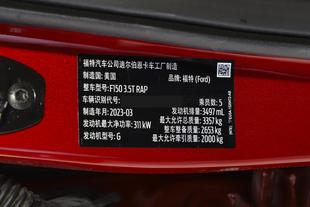 福特汽车公司迪尔伯恩卡车工厂制造
制造国: 美国 品牌: 福特 (Ford)
整车型号: F150 3.5T RAP
车辆识别代号: 乘员数: 5
制造年月: 2023-03 发动机排量: 3497 mL
发动机最大净功率: 311 kW 最大允许总质量: 3357 kg
整车整备质量: 2653 kg
发动机型号: G 最大允许牵引质量: 2000 kg